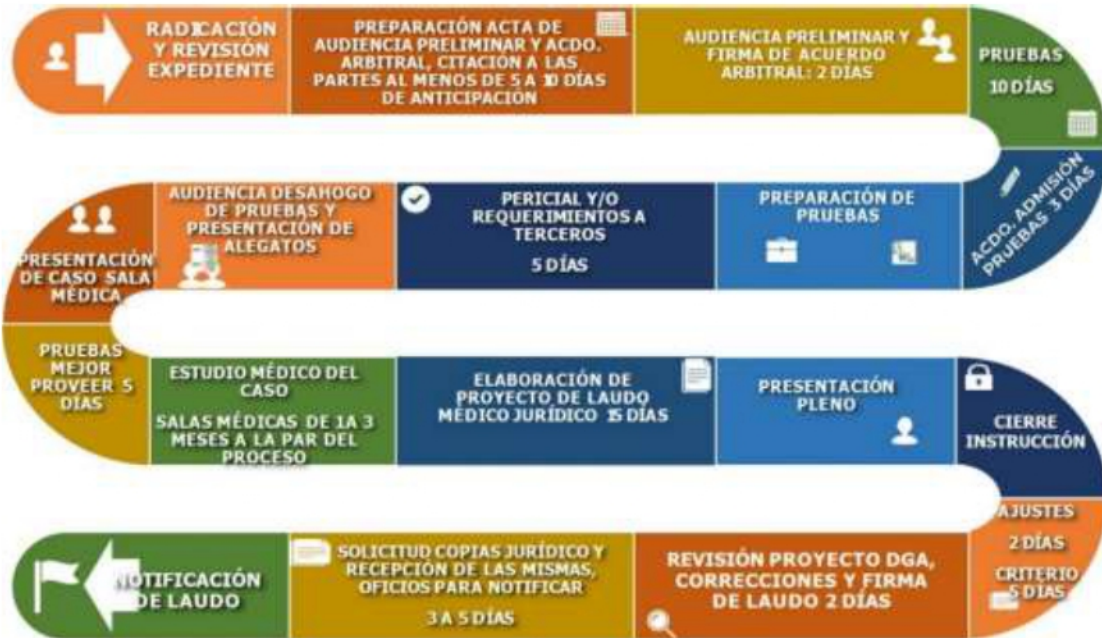 RADICACIÓN
Y REVISIÓN
EXPEDIENTE
PREPARACIÓN ACTA DE
AUDIENCIA PRELIMINAR Y ACDO.
ARBITRAL, CITACIÓN A LAS
PARTES AL MENOS DE 5 A 10 DÍAS
DE ANTICIPACIÓN
AUDIENCIA PRELIMINAR Y
FIRMA DE ACUERDO
ARBITRAL: 2 DÍAS
PRUEBAS
10 DÍAS
ACDO. ADMISIÓN
PRUEBAS 3 DÍAS
PREPARACIÓN DE
PRUEBAS
PERICIAL Y/O
REQUERIMIENTOS A
TERCEROS
5 DÍAS
AUDIENCIA DESAHOGO
DE PRUEBAS Y
PRESENTACIÓN DE
ALEGATOS
PRESENTACIÓN
DE CASO SALA
MÉDICA
PRUEBAS
MEJOR
PROVEER 5
DÍAS
ESTUDIO MÉDICO DEL
CASO
SALAS MÉDICAS DE 1A 3
MESES A LA PAR DEL
PROCESO
ELABORACIÓN DE
PROYECTO DE LAUDO
MÉDICO JURÍDICO 15 DÍAS
PRESENTACIÓN
PLENO
CIERRE
INSTRUCCIÓN
AJUSTES
2 DÍAS
CRITERIO
5 DÍAS
REVISIÓN PROYECTO DGA,
CORRECCIONES Y FIRMA
DE LAUDO 2 DÍAS
SOLICITUD COPIAS JURÍDICO Y
RECEPCIÓN DE LAS MISMAS,
OFICIOS PARA NOTIFICAR
3 A 5 DÍAS
NOTIFICACIÓN
DE LAUDO